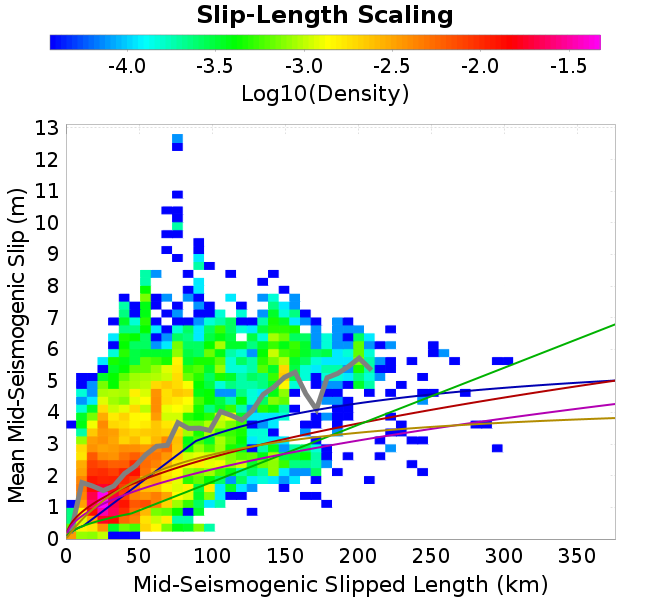 Slip-Length Scaling
-4.0 -3.5 -3.0 -2.5 -2.0 -1.5
Log10(Density)
13
12
11
10
9
8
7
6
5
4
3
2
1
0
Mean Mid-Seismogenic Slip (m)
0 50 100 150 200 250 300 350
Mid-Seismogenic Slipped Length (km)